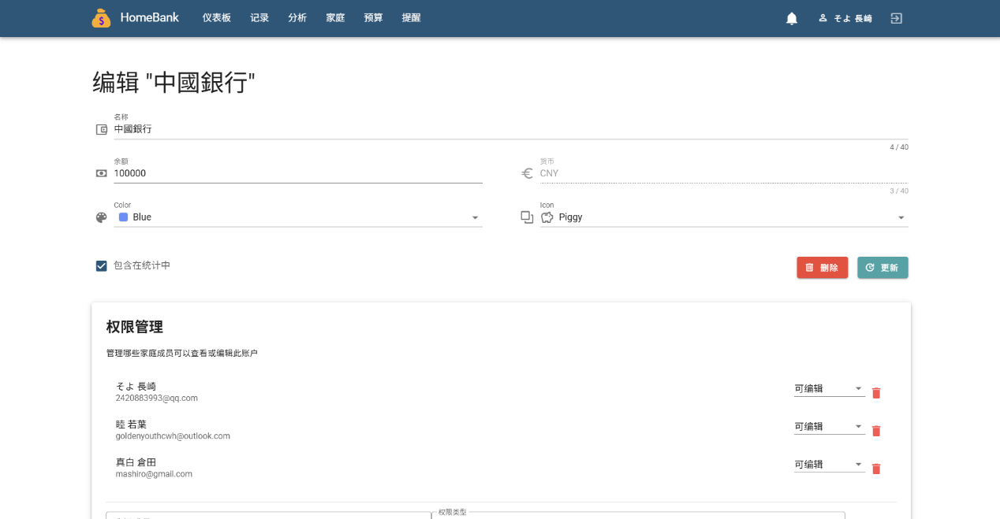 HomeBank 仪表板 记录 分析 家庭 预算 提醒 そよ 長崎
编辑 "中國銀行"
名称
中國銀行
4 / 40
余额 货币
100000 CNY
3 / 40
Color Icon
Blue Piggy
包含在统计中 删除 更新
权限管理
管理哪些家庭成员可以查看或编辑此账户
そよ 長崎 可编辑
2420883993@qq.com
睦 若葉 可编辑
goldenyouthcwh@outlook.com
真白 倉田 可编辑
mashiro@gmail.com
权限类型